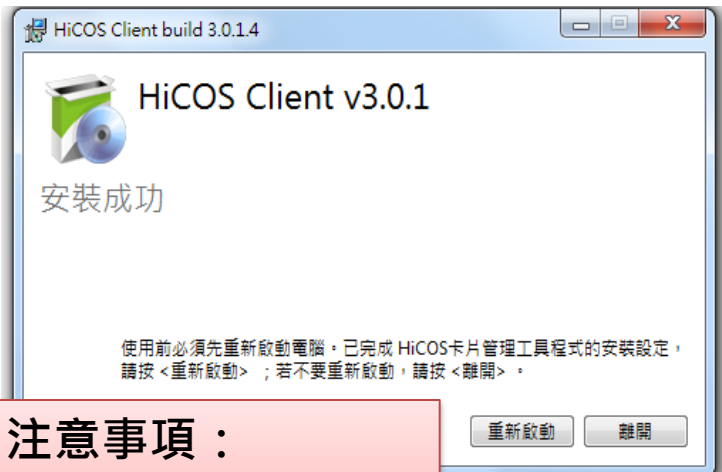 HiCOS Client build 3.0.1.4
HiCOS Client v3.0.1
安裝成功
使用前必須先重新啟動電腦。已完成 HiCOS卡片管理工具程式的安裝設定，
請按 <重新啟動> ；若不要重新啟動，請按 <離開> 。
重新啟動 離開
注意事項：